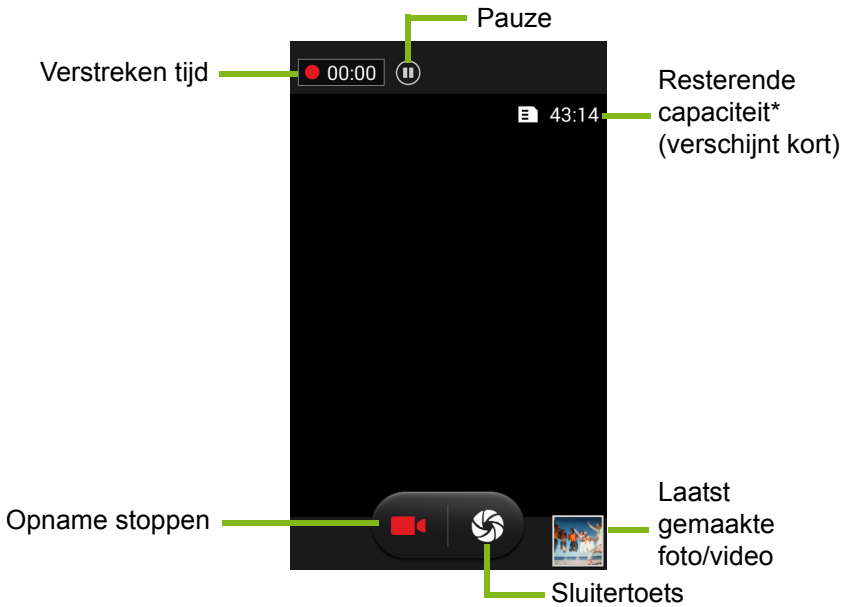 Pauze
Verstreken tijd
00:00
Resterende
capaciteit*
(verschijnt kort)
43:14
Opname stoppen
Laatst
gemaakte
foto/video
Sluitertoets